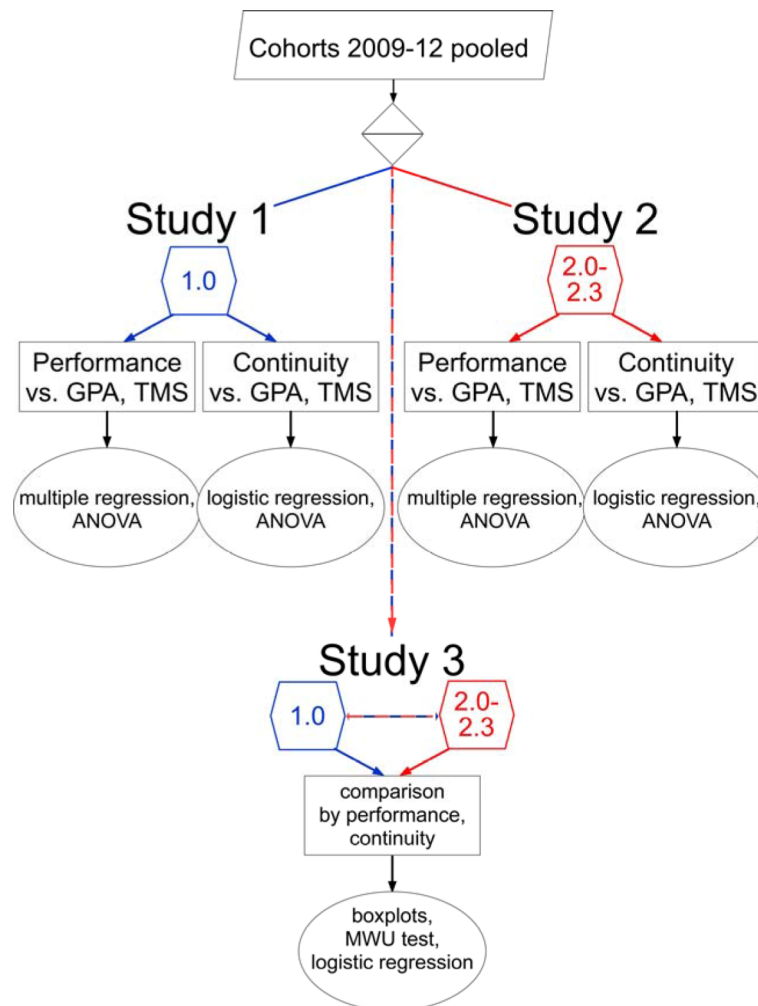 Cohorts 2009-12 pooled
Study 1
Study 2
1.0
2.0-
2.3
Performance
vs. GPA, TMS
Continuity
vs. GPA, TMS
Performance
vs. GPA, TMS
Continuity
vs. GPA, TMS
multiple regression,
ANOVA
logistic regression,
ANOVA
multiple regression,
ANOVA
logistic regression,
ANOVA
Study 3
1.0
2.0-
2.3
comparison
by performance,
continuity
boxplots,
MWU test,
logistic regression